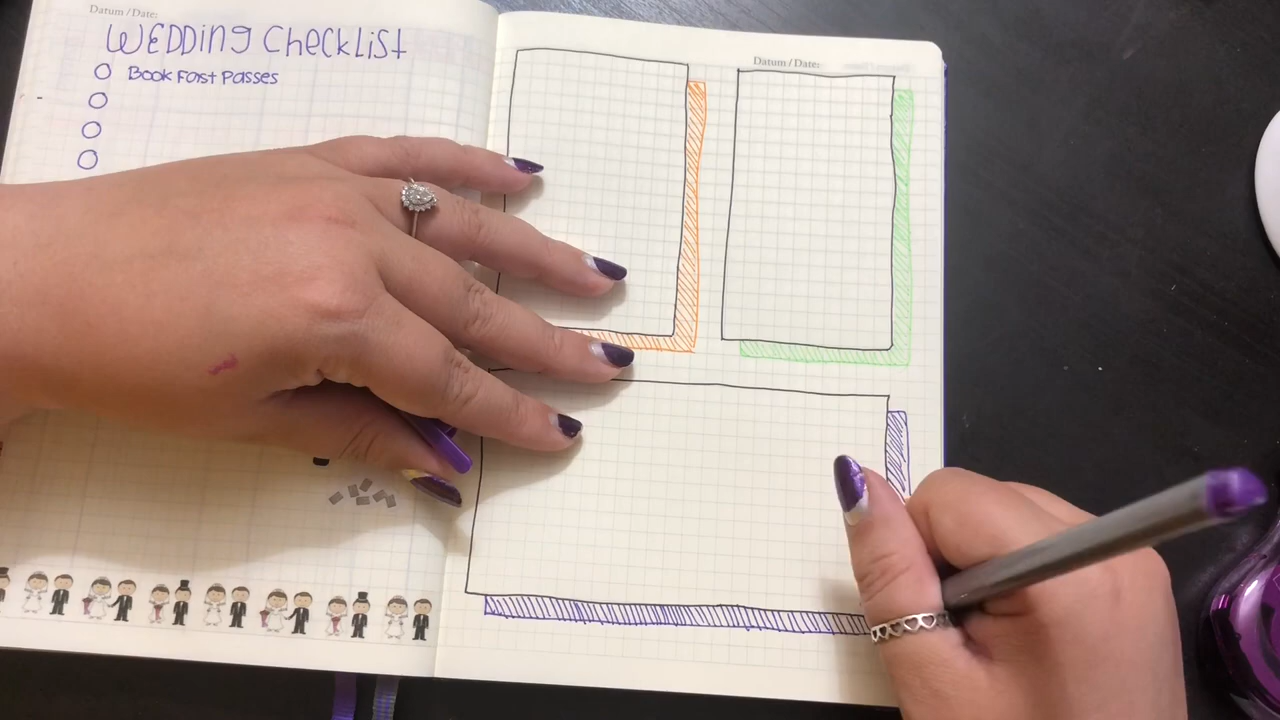 Datum / Date:
WEDDING CHECKLIST
Book Fast Passes
Datum / Date: